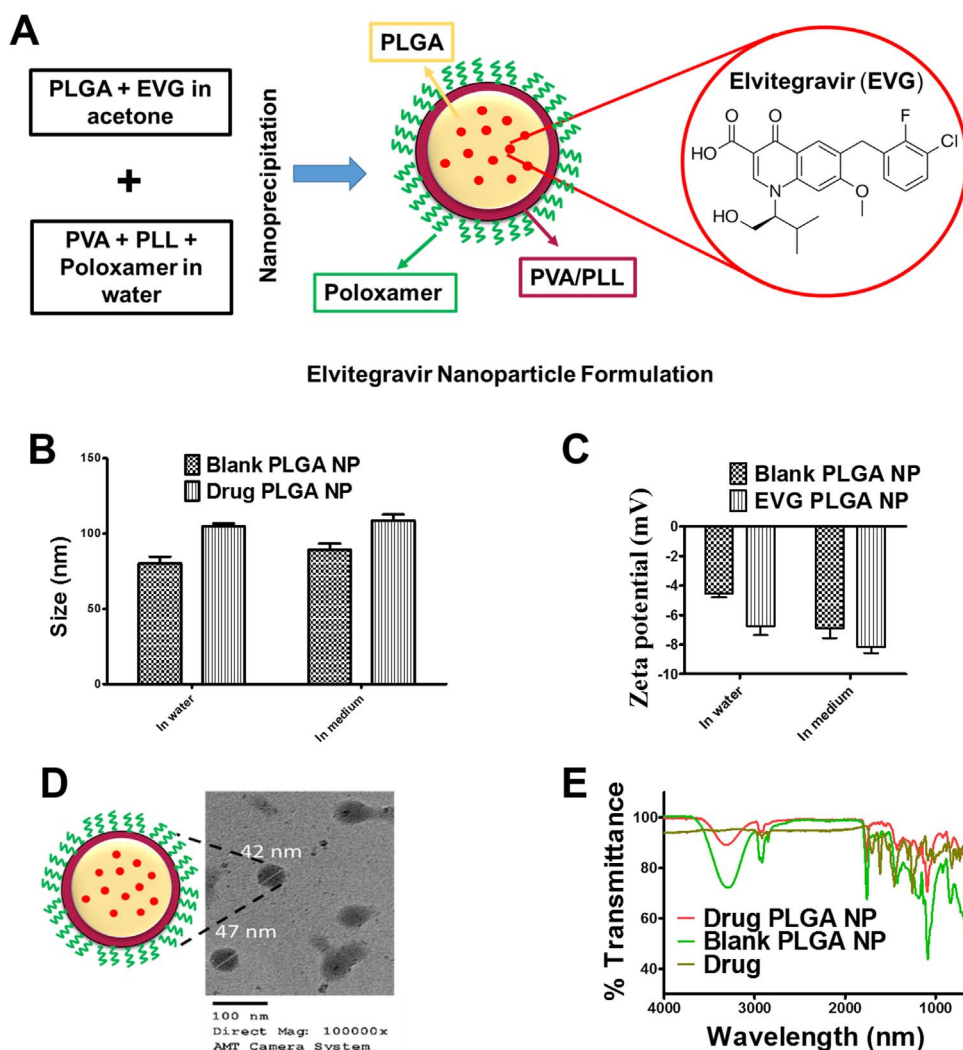 A
PLGA + EVG in
acetone
+
PVA + PLL +
Poloxamer in
water
Nanoprecipitation
PLGA
Poloxamer
PVA/PLL
Elvitegravir (EVG)
O
O
F
Cl
HO
N
O
HO
Elvitegravir Nanoparticle Formulation
B
Blank PLGA NP
Drug PLGA NP
Size (nm)
150
100
50
0
In water
In medium
C
Blank PLGA NP
EVG PLGA NP
Zeta potential (mV)
0
-2
-4
-6
-8
-10
In water
In medium
D
42 nm
47 nm
100 nm
Direct Mag: 100000x
AMT Camera System
E
% Transmittance
100
80
60
40
Drug PLGA NP
Blank PLGA NP
Drug
4000
3000
2000
1000
Wavelength (nm)